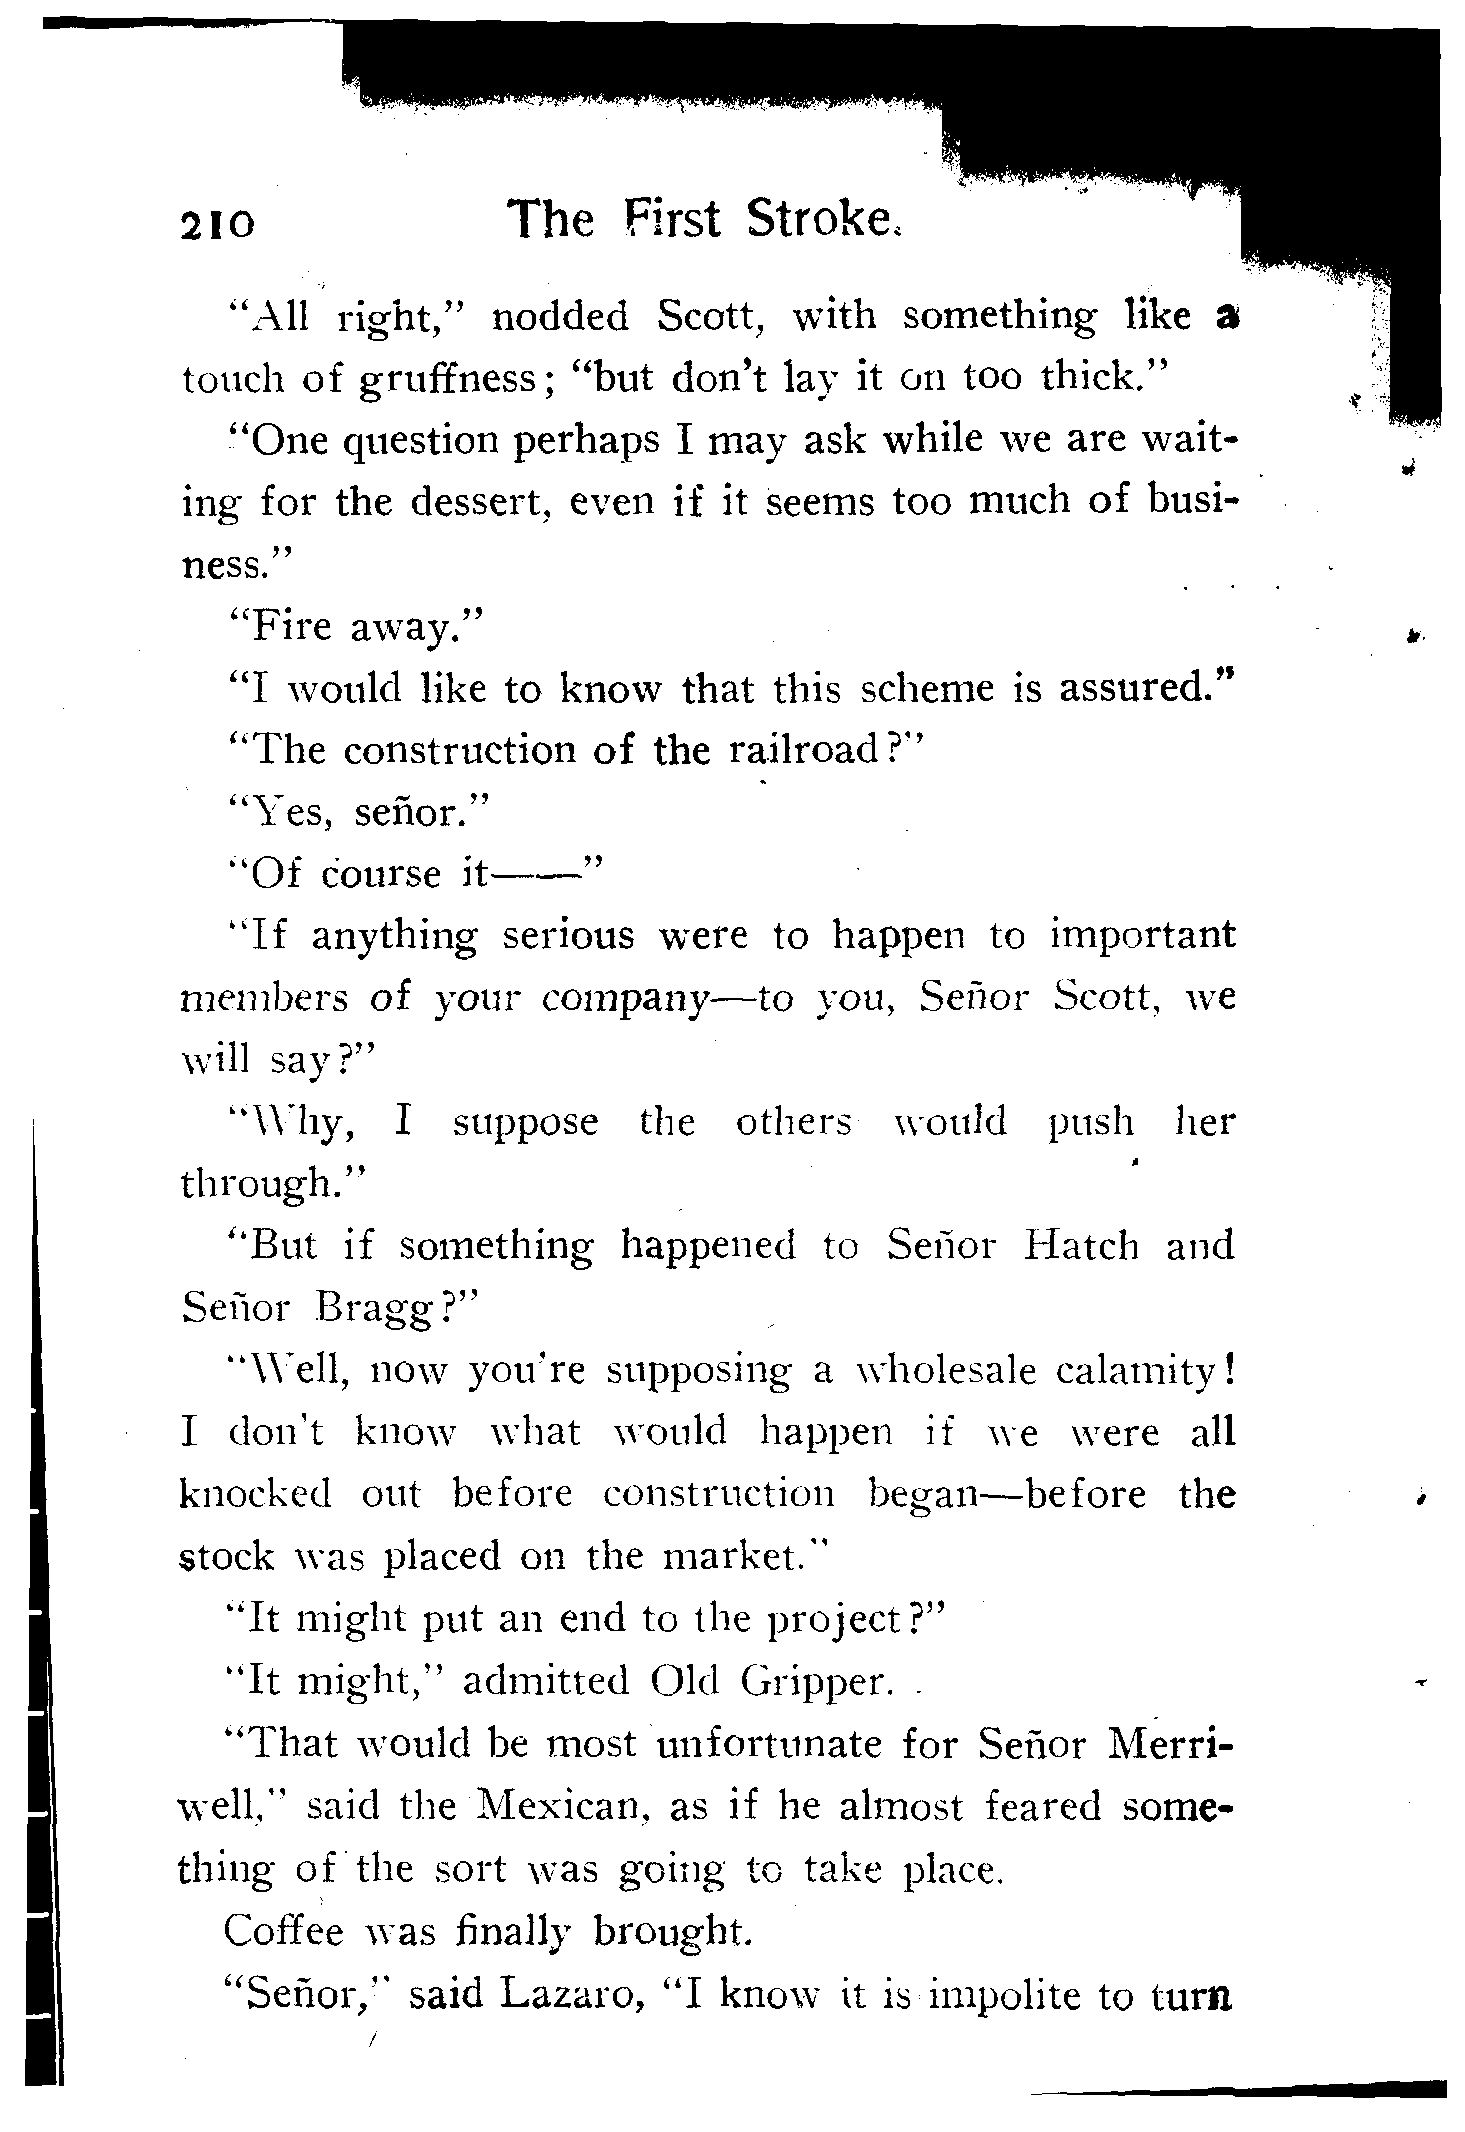 210 The First Stroke.
“All right,” nodded Scott, with something like a
touch of gruffness; “but don’t lay it on too thick.”
“One question perhaps I may ask while we are wait-
ing for the dessert, even if it seems too much of busi-
ness.”
“Fire away.”
“I would like to know that this scheme is assured.”
“The construction of the railroad?”
“Yes, señor.”
“Of course it——”
“If anything serious were to happen to important
members of your company—to you, Señor Scott, we
will say?”
“Why, I suppose the others would push her
through.”
“But if something happened to Señor Hatch and
Señor Bragg?”
“Well, now you’re supposing a wholesale calamity!
I don’t know what would happen if we were all
knocked out before construction began—before the
stock was placed on the market.”
“It might put an end to the project?”
“It might,” admitted Old Gripper.
“That would be most unfortunate for Señor Merri-
well,” said the Mexican, as if he almost feared some-
thing of the sort was going to take place.
Coffee was finally brought.
“Señor,” said Lazaro, “I know it is impolite to turn